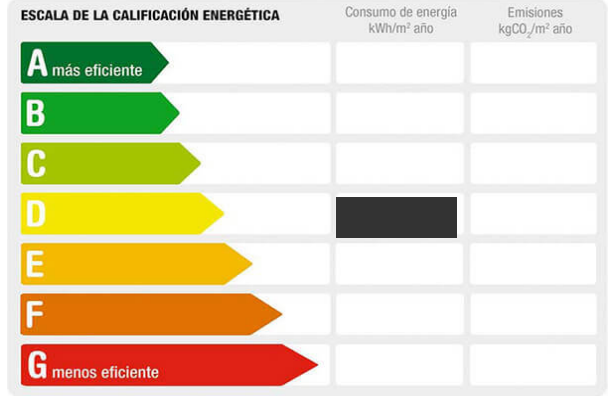 ESCALA DE LA CALIFICACIÓN ENERGÉTICA
Consumo de energía
kWh/m² año
Emisiones
kgCO₂/m² año
A más eficiente
B
C
D
E
F
G menos eficiente